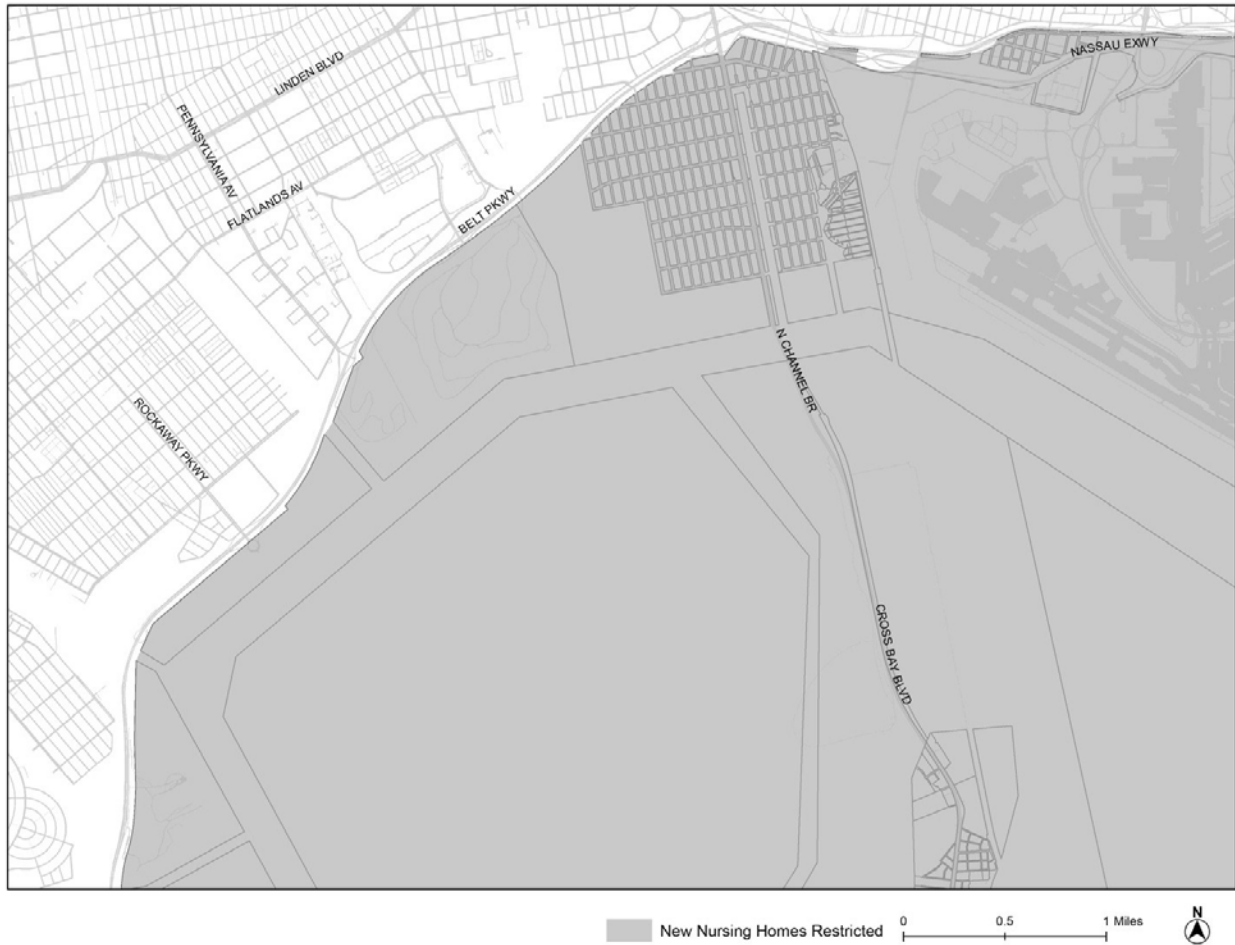 NASSAU EXWY
LINDEN BLVD
PENNSYLVANIA AV
FLATLANDS AV
BELT PKWY
N CHANNEL BR
ROCKAWAY PKWY
CROSS BAY BLVD
New Nursing Homes Restricted
0 0.5 1 Miles
N